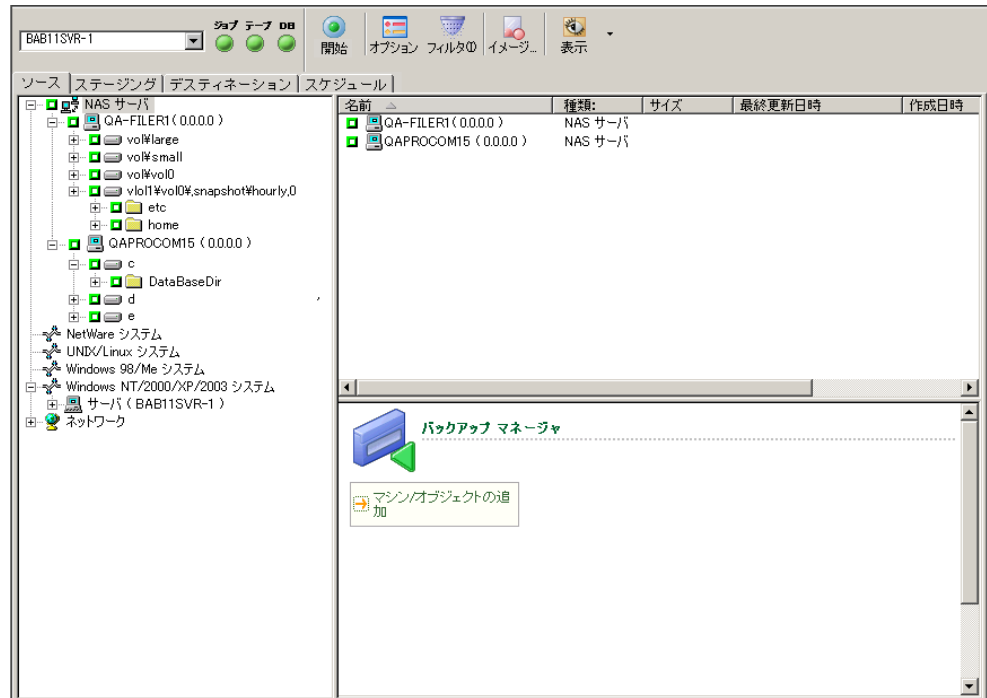 ジョブ テープ DB
BAB11SVR-1
開始 オプション フィルタ(I) イメージ... 表示
ソース ステージング デスティネーション スケジュール
NAS サーバ
QA-FILER1(0.0.0.0 )
vol¥large
vol¥small
vol¥vol0
vlol1¥vol0¥,snapshot¥hourly,0
etc
home
QAPROCOM15 ( 0.0.0.0 )
c
DataBaseDir
d
e
NetWare システム
UNIX/Linux システム
Windows 98/Me システム
Windows NT/2000/XP/2003 システム
サーバ ( BAB11SVR-1 )
ネットワーク
名前 種類: サイズ 最終更新日時 作成日時
QA-FILER1( 0.0.0.0 ) NAS サーバ
QAPROCOM15 ( 0.0.0.0 ) NAS サーバ
バックアップ マネージャ
マシン/オブジェクトの追
加